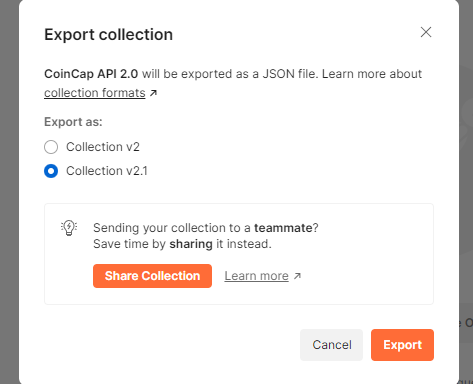 Export collection
CoinCap API 2.0 will be exported as a JSON file. Learn more about
collection formats ↗
Export as:
Collection v2
Collection v2.1
Sending your collection to a teammate?
Save time by sharing it instead.
Share Collection Learn more ↗
Cancel Export